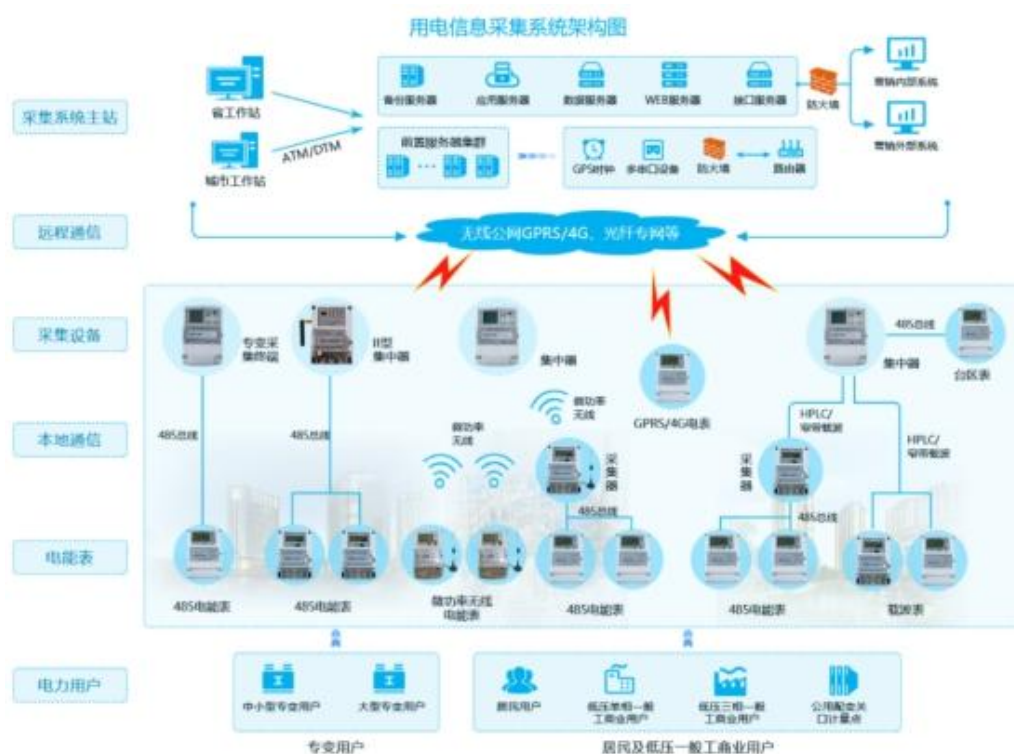 用电信息采集系统架构图
采集系统主站
省工作站
城市工作站
ATM/DTM
备份服务器
应用服务器
数据服务器
WEB服务器
接口服务器
防火墙
营销内部系统
营销外部系统
前置服务器集群
GPS时钟
多串口设备
防火墙
路由器
远程通信
无线公网GPRS/4G、光纤专网等
采集设备
专变采
集终端
II型
集中器
集中器
GPRS/4G电表
集中器
485总线
台区表
本地通信
485总线
485总线
微功率
无线
微功率
无线
采集器
485总线
HPLC/
窄带载波
采集器
485总线
HPLC/
窄带载波
电能表
485电能表
485电能表
微功率无线
电能表
485电能表
485电能表
载波表
电力用户
中小型专变用户
大型专变用户
专变用户
居民用户
低压单相一般
工商业用户
低压三相一般
工商业用户
公用配变关
口计量点
居民及低压一般工商业用户